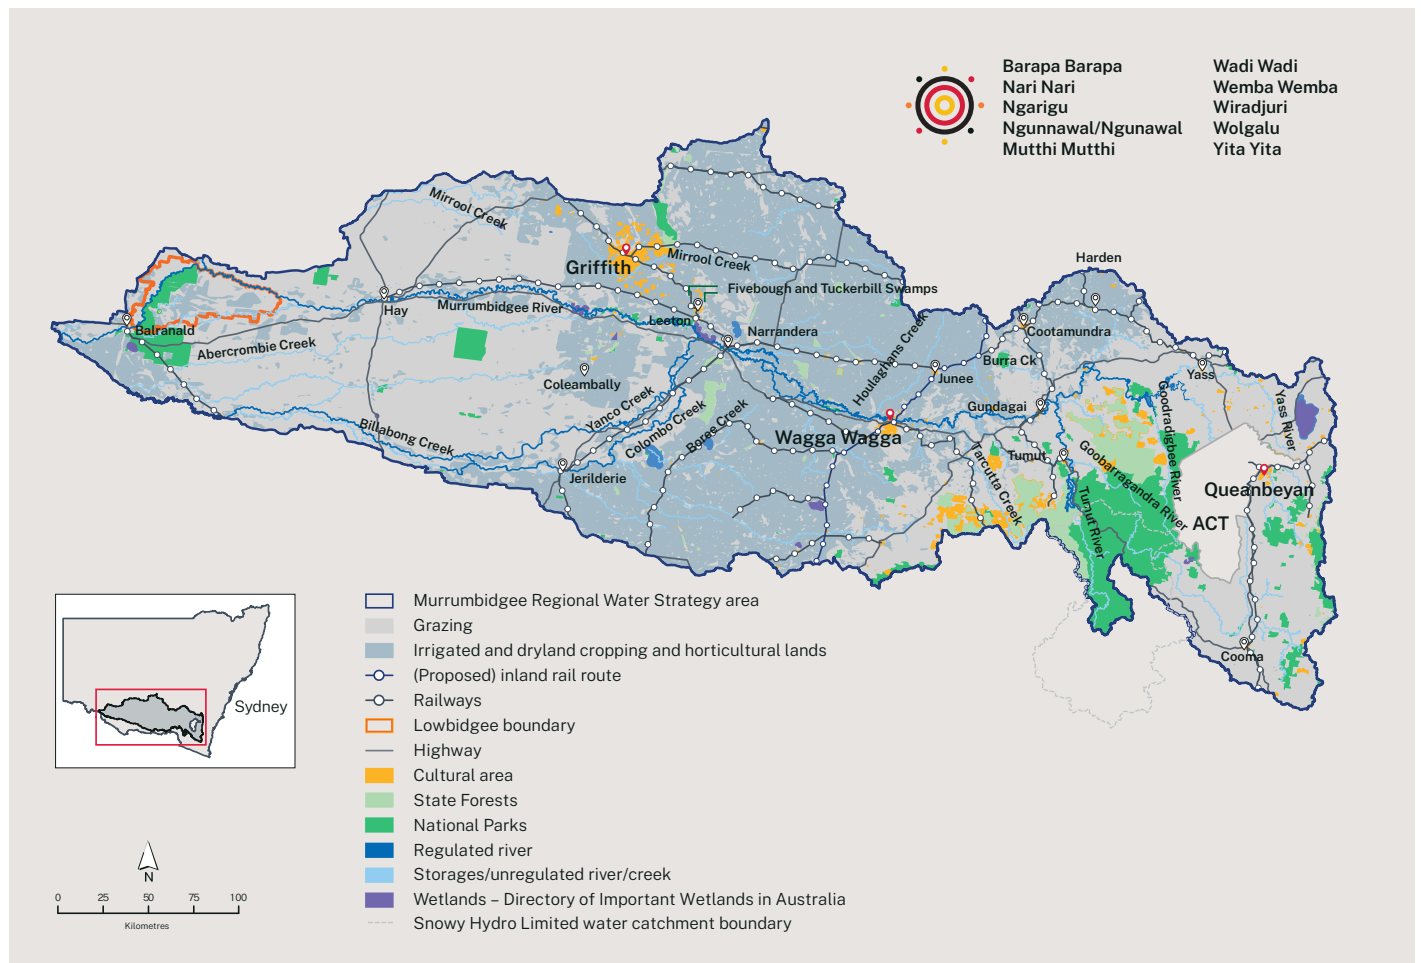 Barapa Barapa
Nari Nari
Ngarigu
Ngunnawal/Ngunawal
Mutthi Mutthi
Wadi Wadi
Wemba Wemba
Wiradjuri
Wolgalu
Yita Yita
Mirrool Creek
Griffith
Mirrool Creek
Harden
Fivebough and Tuckerbill Swamps
Hay
Murrumbidgee River
Leeton
Narrandera
Houlaghans Creek
Cootamundra
Balranald
Abercrombie Creek
Burra Ck
Yass
Coleambally
Junee
Goodradigbee River
Yass River
Yanco Creek
Colombo Creek
Boree Creek
Gundagai
Billabong Creek
Wagga Wagga
Tarcutta Creek
Tumut
Goobarragandra River
Jerilderie
Queanbeyan
Tumut River
ACT
Cooma
Sydney
Murrumbidgee Regional Water Strategy area
Grazing
Irrigated and dryland cropping and horticultural lands
(Proposed) inland rail route
Railways
Lowbidgee boundary
Highway
Cultural area
State Forests
National Parks
Regulated river
Storages/unregulated river/creek
Wetlands – Directory of Important Wetlands in Australia
Snowy Hydro Limited water catchment boundary
N
0 25 50 75 100
Kilometres